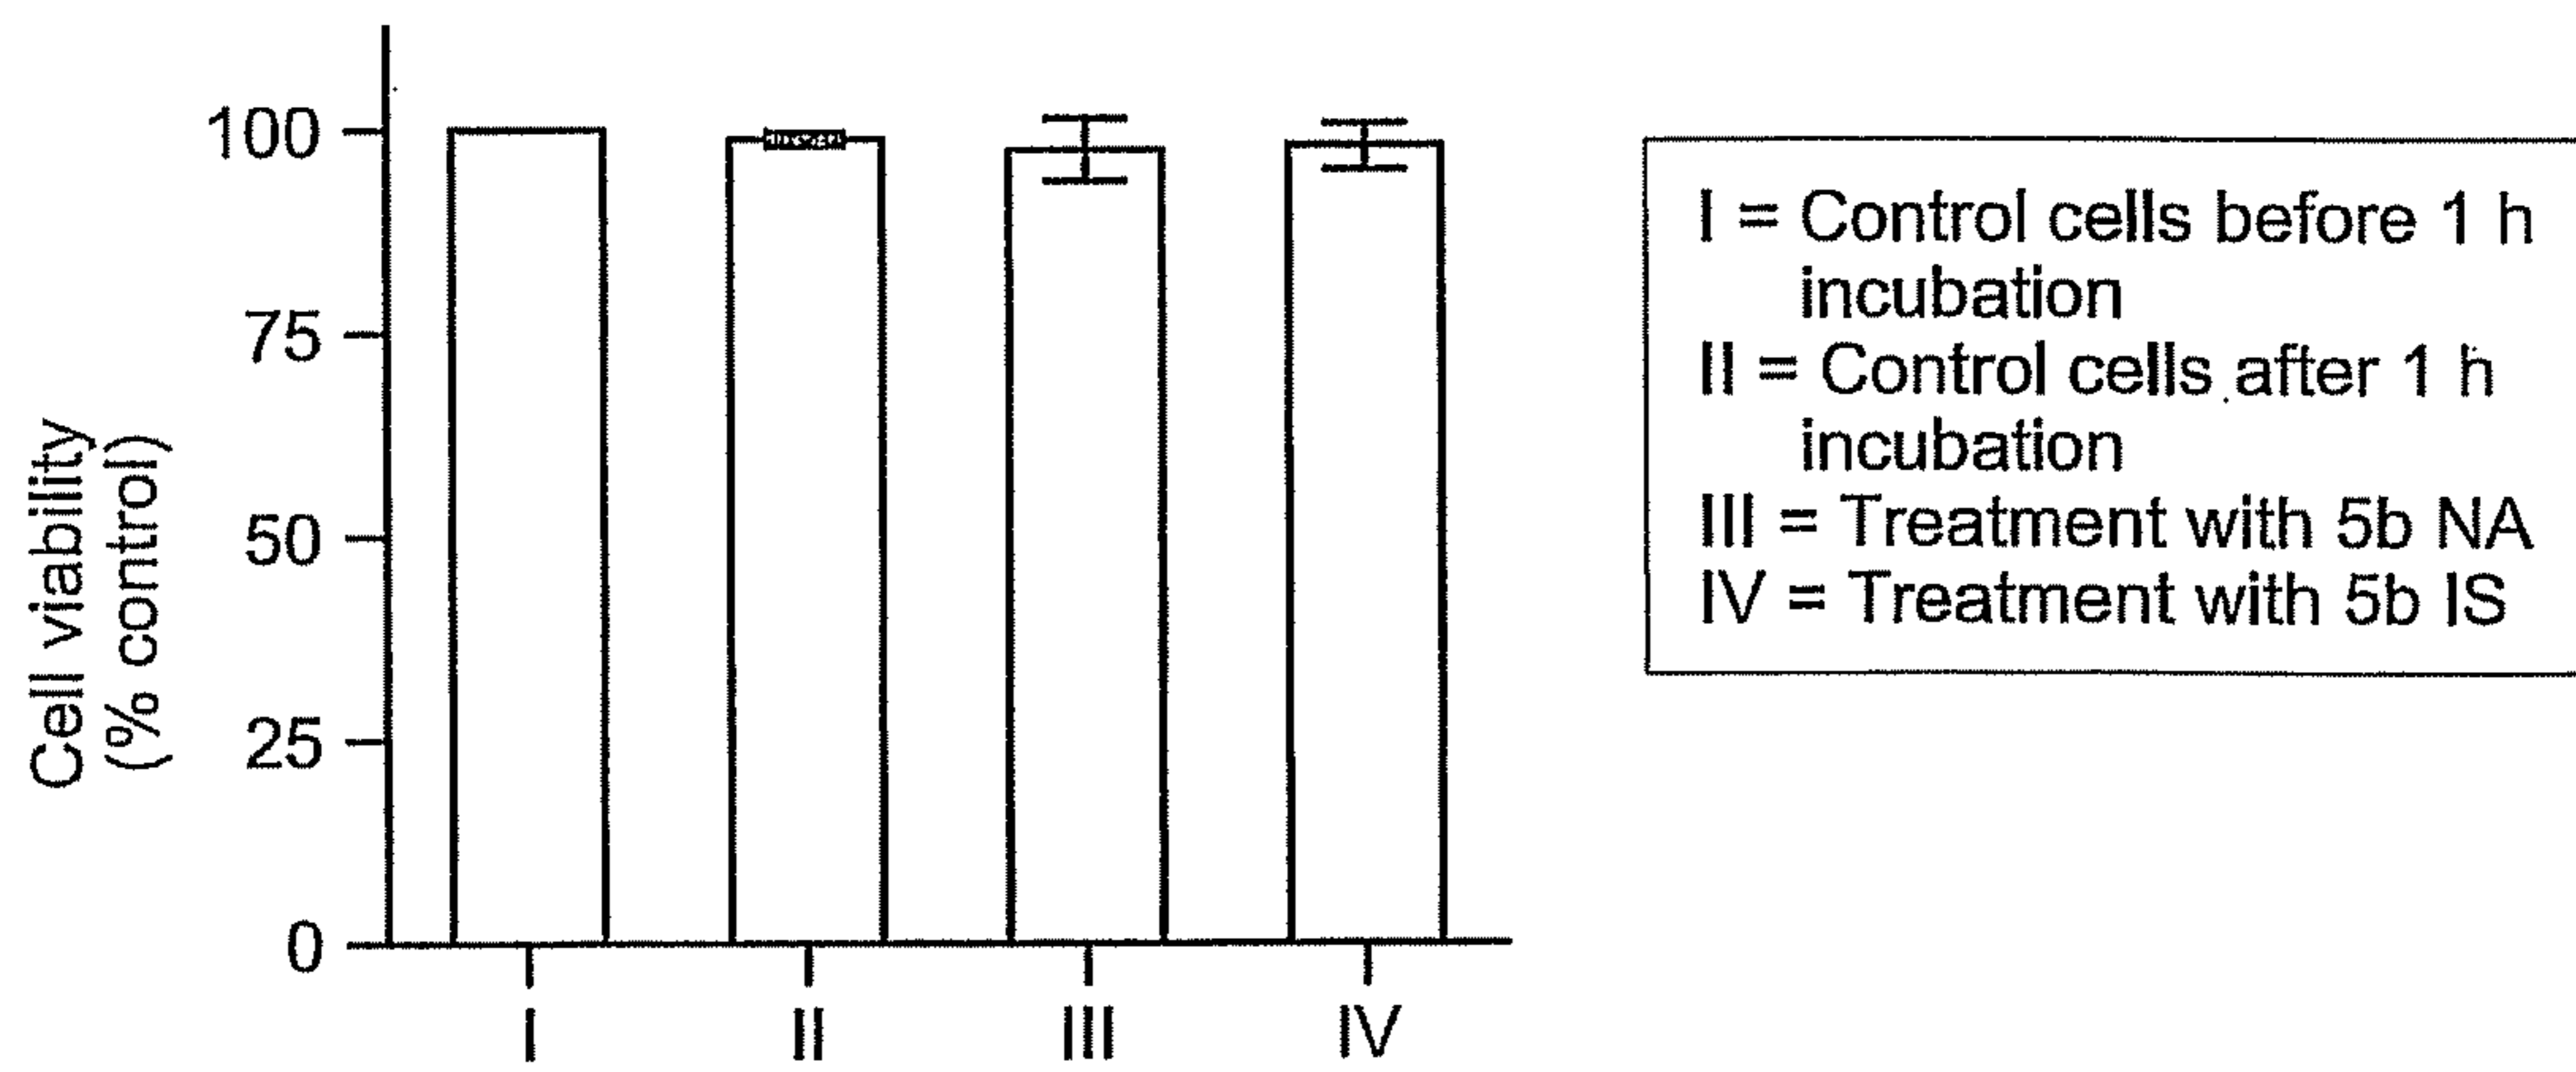 Cell viability
(% control)
100
75
50
25
0
I
II
III
IV
I = Control cells before 1 h
incubation
II = Control cells after 1 h
incubation
III = Treatment with 5b NA
IV = Treatment with 5b IS